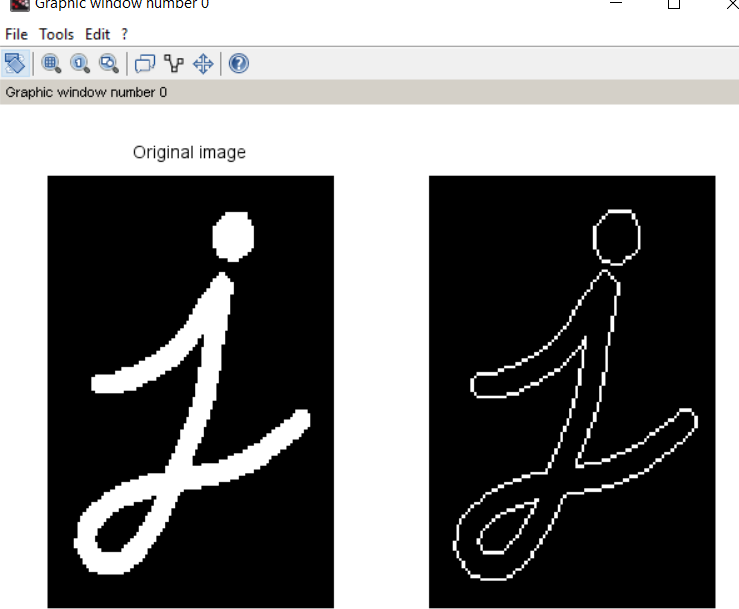 Graphic window number 0
File Tools Edit ?
Graphic window number 0
Original image
j